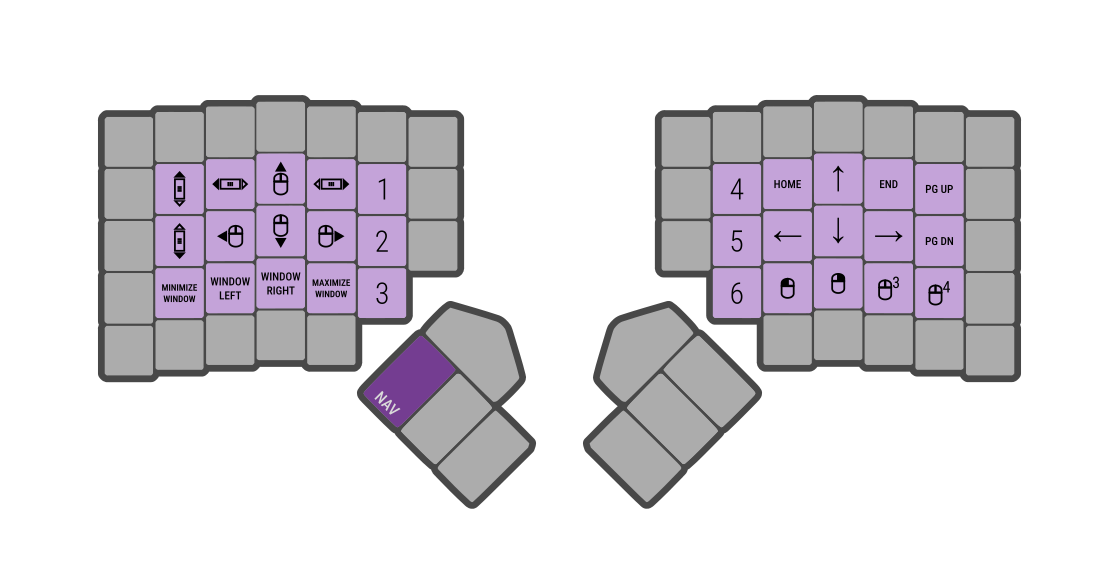 1
4
HOME
↑
END
PG UP
2
5
←
↓
→
PG DN
MINIMIZE
WINDOW
WINDOW
LEFT
WINDOW
RIGHT
MAXIMIZE
WINDOW
3
6
3
4
NAV